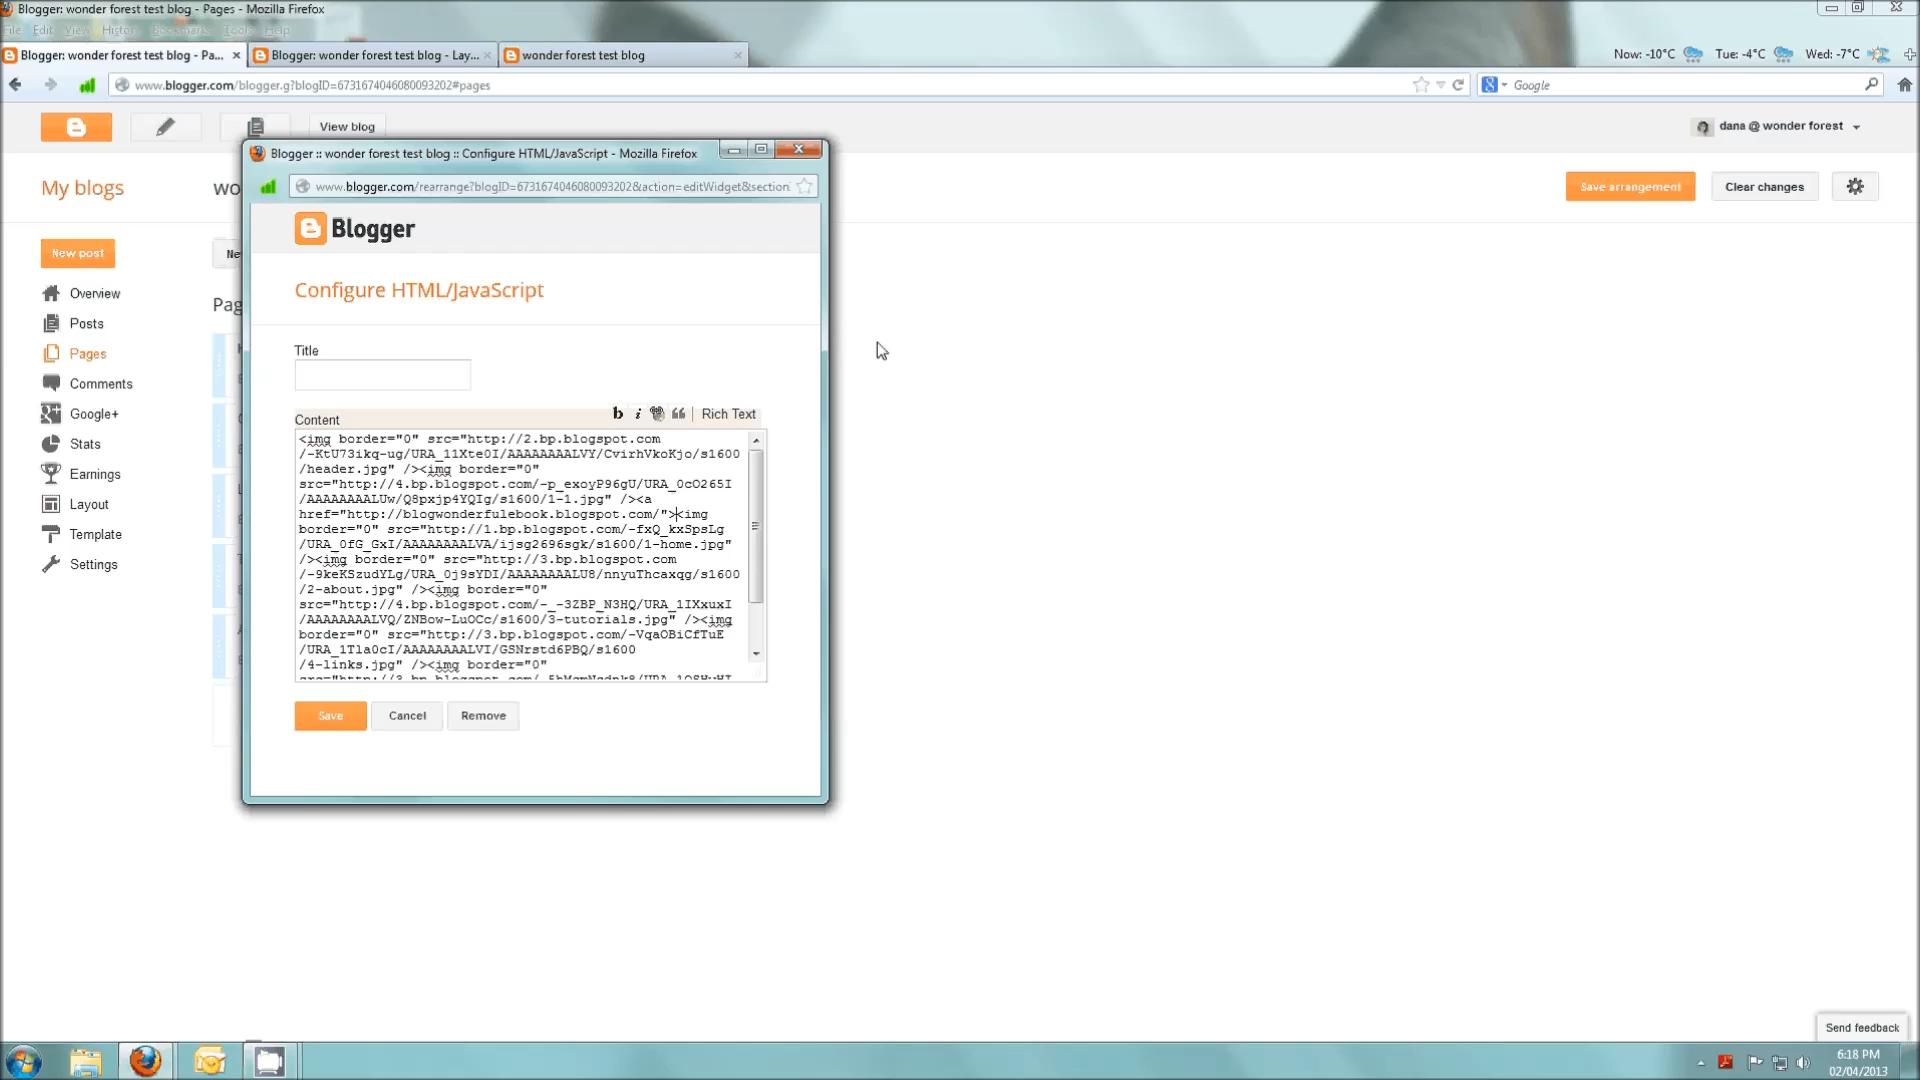 Blogger: wonder forest test blog - Pages - Mozilla Firefox
File Edit View History Bookmarks Tools Help
Blogger: wonder forest test blog - Pa...
Blogger: wonder forest test blog - Lay...
wonder forest test blog
Now: -10°C
Tue: -4°C
Wed: -7°C
www.blogger.com/blogger.g?blogID=6731674046080093202#pages
Google
View blog
dana @ wonder forest
My blogs
wo
Save arrangement
Clear changes
New post
Ne
Overview
Posts
Pages
Comments
Google+
Stats
Earnings
Layout
Template
Settings
Pag
Blogger :: wonder forest test blog :: Configure HTML/JavaScript - Mozilla Firefox
www.blogger.com/rearrange?blogID=6731674046080093202&action=editWidget&section
Blogger
Configure HTML/JavaScript
Title
Content
b i
Rich Text
<img border="0" src="http://2.bp.blogspot.com
/-KtU73ikq-ug/URA_11Xte0I/AAAAAAAALVY/CvirhVkoKjo/s1600
/header.jpg" /><img border="0"
src="http://4.bp.blogspot.com/-p_exoyP96gU/URA_0cO265I
/AAAAAAAALUw/Q8pxjp4YQIg/s1600/1-1.jpg" /><a
href="http://blogwonderfulebook.blogspot.com/"><img
border="0" src="http://1.bp.blogspot.com/-fxQ_kxSpsLg
/URA_0fG_GxI/AAAAAAAALVA/ijsg2696sgk/s1600/1-home.jpg"
/><img border="0" src="http://3.bp.blogspot.com
/-9keKSzudYLg/URA_0j9sYDI/AAAAAAAALU8/nnyuThcaxqg/s1600
/2-about.jpg" /><img border="0"
src="http://4.bp.blogspot.com/-_-3ZBP_N3HQ/URA_1IXxuxI
/AAAAAAAALVQ/ZNBow-LuOCc/s1600/3-tutorials.jpg" /><img
border="0" src="http://3.bp.blogspot.com/-VqaOBiCfTuE
/URA_1Tla0cI/AAAAAAAALVI/GSNrstd6PBQ/s1600
/4-links.jpg" /><img border="0"
Save
Cancel
Remove
Send feedback
6:18 PM
02/04/2013